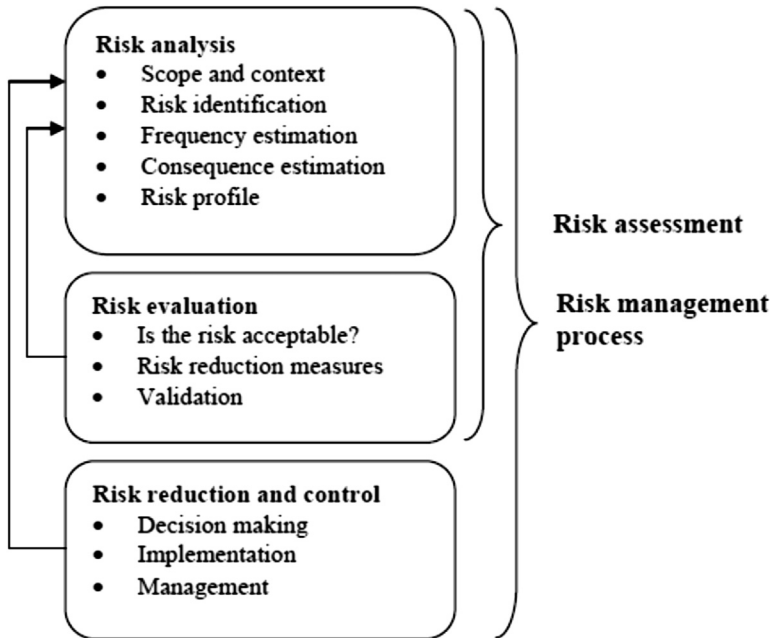 Risk analysis
• Scope and context
• Risk identification
• Frequency estimation
• Consequence estimation
• Risk profile
Risk evaluation
• Is the risk acceptable?
• Risk reduction measures
• Validation
Risk reduction and control
• Decision making
• Implementation
• Management
Risk assessment
Risk management
process